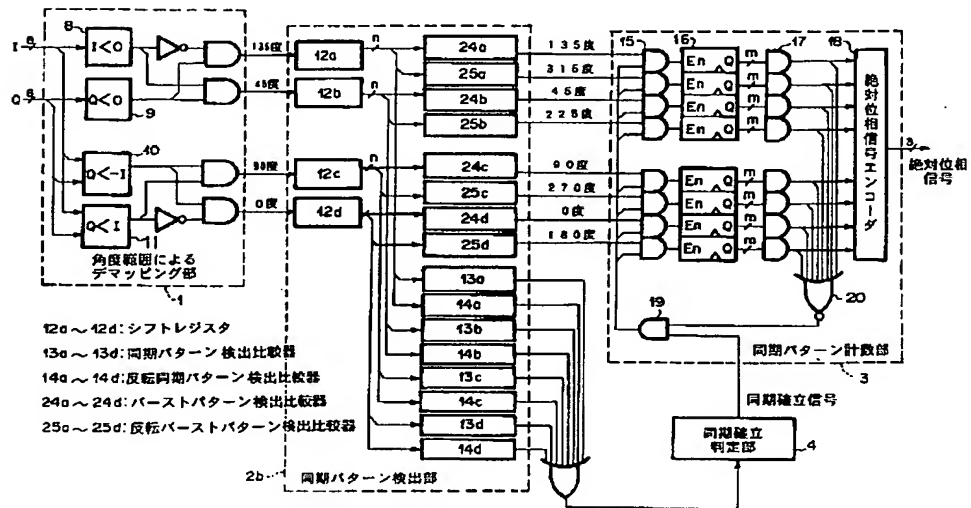 I
8
Q
8
8
I<0
Q<0
9
10
Q<-I
Q<I
11
角度範囲による
デマッピング部
1
135度
45度
90度
0度
12a
n
12b
n
12c
n
12d
24a
25a
24b
25b
24c
25c
24d
25d
13a
14a
13b
14b
13c
14c
13d
14d
2b
同期パターン検出部
135度
315度
45度
225度
90度
270度
0度
180度
15
16
17
18
En Q
m
En Q
m
En Q
m
En Q
m
En Q
m
En Q
m
En Q
m
En Q
m
絶対位相信号エンコーダ
3
絶対位相
信号
19
20
同期パターン計数部
3
同期確立信号
同期確立
判定部
4
12a～12d:シフトレジスタ
13a～13d:同期パターン検出比較器
14a～14d:反転同期パターン検出比較器
24a～24d:バーストパターン検出比較器
25a～25d:反転バーストパターン検出比較器